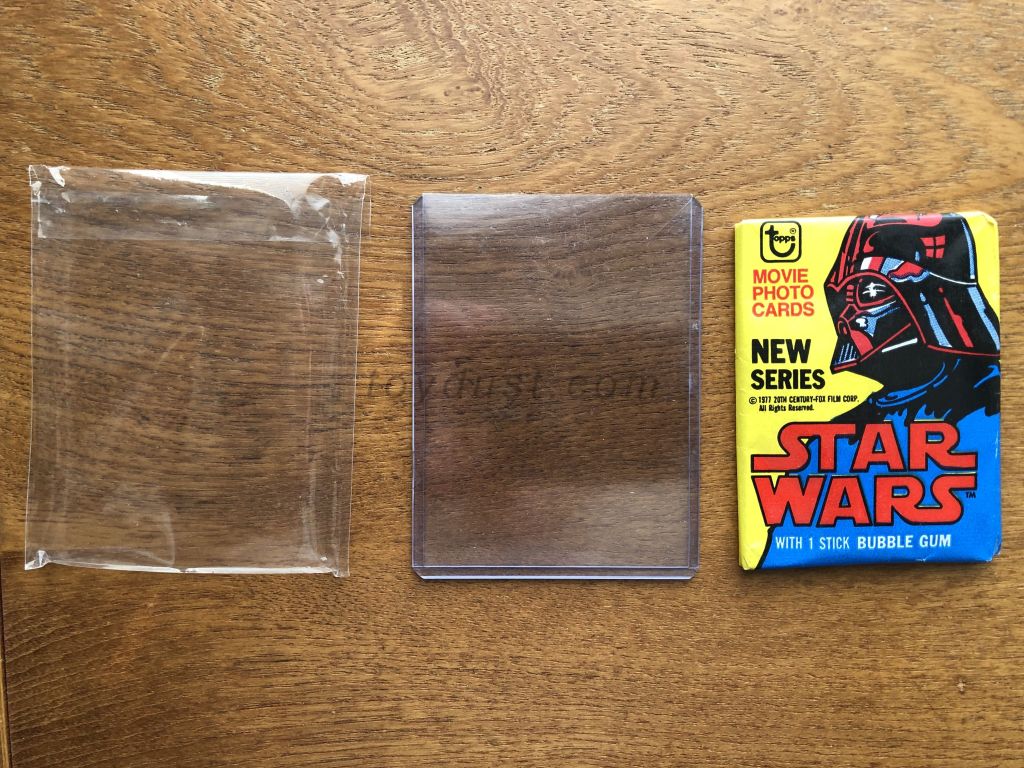 topps®
MOVIE
PHOTO
CARDS
NEW
SERIES
© 1977 20TH CENTURY-FOX FILM CORP.
All Rights Reserved.
STAR
WARS™
WITH 1 STICK BUBBLE GUM
toydust.com